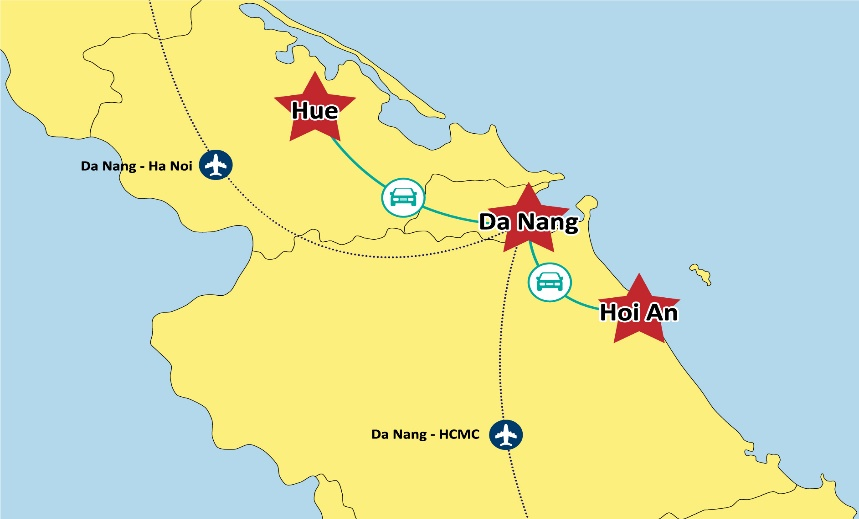 Hue
Da Nang - Ha Noi
Da Nang
Hoi An
Da Nang - HCMC